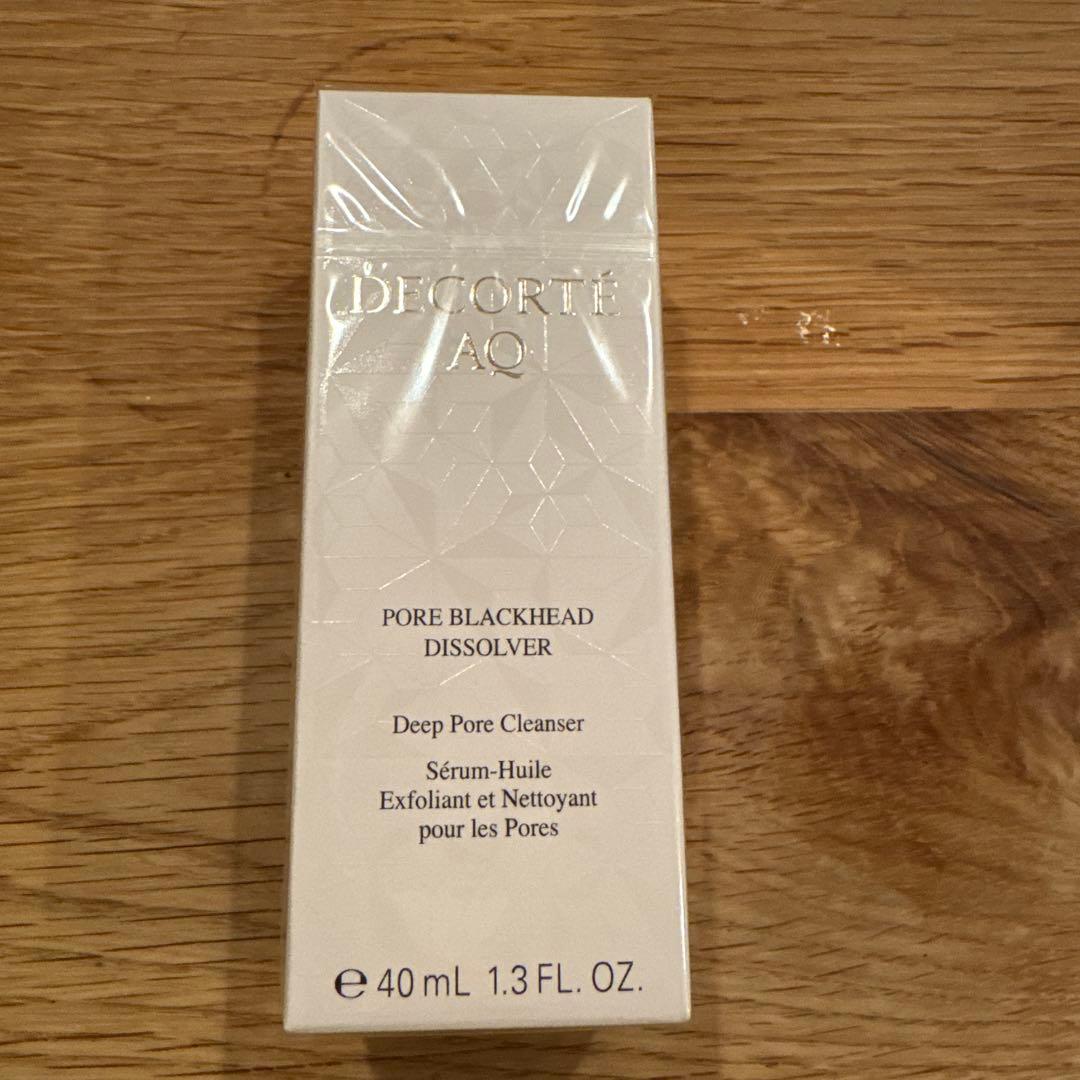 DECORTÉ
AQ
PORE BLACKHEAD
DISSOLVER
Deep Pore Cleanser
Sérum-Huile
Exfoliant et Nettoyant
pour les Pores
℮ 40 mL 1.3 FL. OZ.